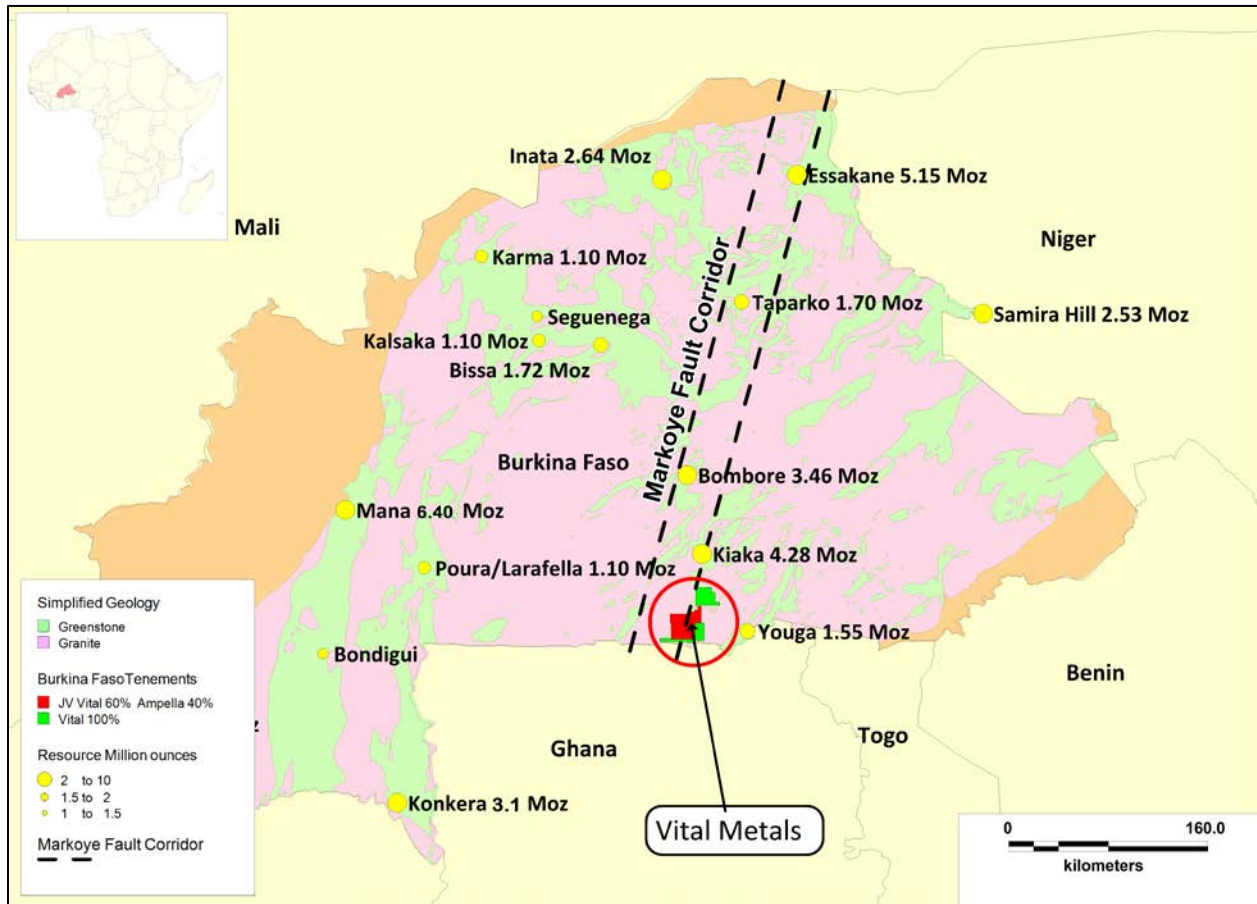 Inata 2.64 Moz
Essakane 5.15 Moz
Mali
Niger
Karma 1.10 Moz
Markoye Fault Corridor
Taparko 1.70 Moz
Seguenega
Samira Hill 2.53 Moz
Kalsaka 1.10 Moz
Bissa 1.72 Moz
Burkina Faso
Bombore 3.46 Moz
Mana 6.40 Moz
Kiaka 4.28 Moz
Poura/Larafella 1.10 Moz
Youga 1.55 Moz
Bondigui
Benin
Togo
Ghana
Konkera 3.1 Moz
Vital Metals
Simplified Geology
Greenstone
Granite
Burkina FasoTenements
JV Vital 60% Ampella 40%
Vital 100%
Resource Million ounces
2 to 10
1.5 to 2
1 to 1.5
Markoye Fault Corridor
0 160.0
kilometers